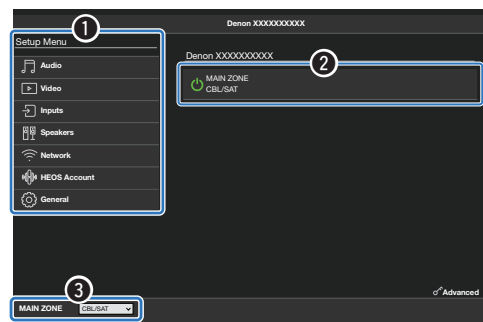 Denon XXXXXXXXXX
1
Setup Menu
Audio
Video
Inputs
Speakers
Network
HEOS Account
General
Denon XXXXXXXXXX
2
MAIN ZONE
CBL/SAT
3
Advanced
MAIN ZONE CBL/SAT